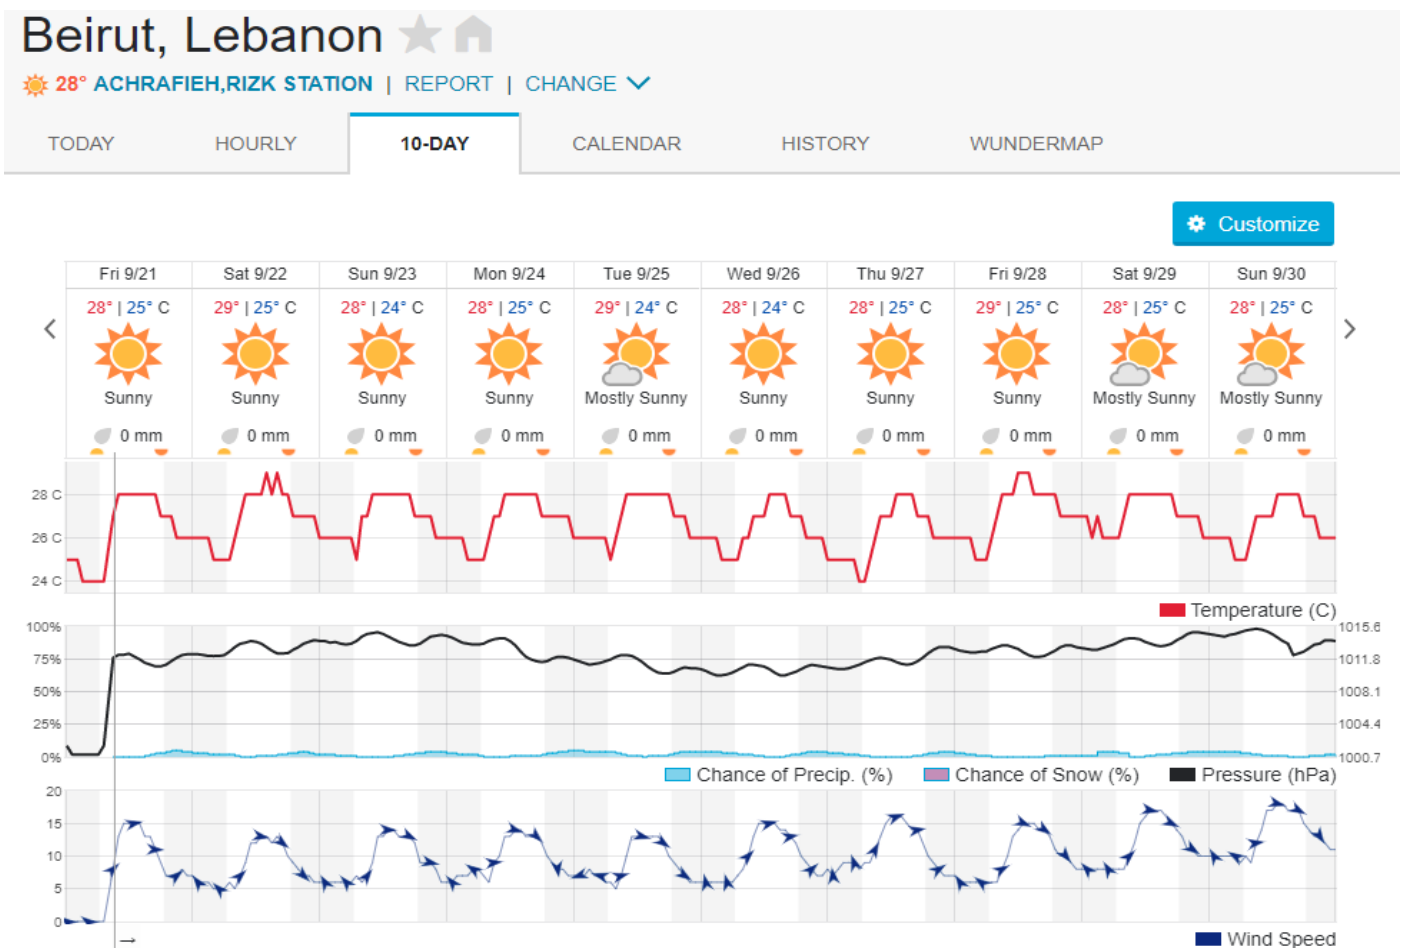 Beirut, Lebanon
28° ACHRAFIEH,RIZK STATION | REPORT | CHANGE
TODAY HOURLY 10-DAY CALENDAR HISTORY WUNDERMAP
Customize
Fri 9/21 Sat 9/22 Sun 9/23 Mon 9/24 Tue 9/25 Wed 9/26 Thu 9/27 Fri 9/28 Sat 9/29 Sun 9/30
28° | 25° C 29° | 25° C 28° | 24° C 28° | 25° C 29° | 24° C 28° | 24° C 28° | 25° C 29° | 25° C 28° | 25° C 28° | 25° C
Sunny Sunny Sunny Sunny Mostly Sunny Sunny Sunny Sunny Mostly Sunny Mostly Sunny
0 mm 0 mm 0 mm 0 mm 0 mm 0 mm 0 mm 0 mm 0 mm 0 mm
28 C
26 C
24 C
Temperature (C)
100% 1015.6
75% 1011.8
50% 1008.1
25% 1004.4
0% 1000.7
Chance of Precip. (%) Chance of Snow (%) Pressure (hPa)
20
15
10
5
0
Wind Speed